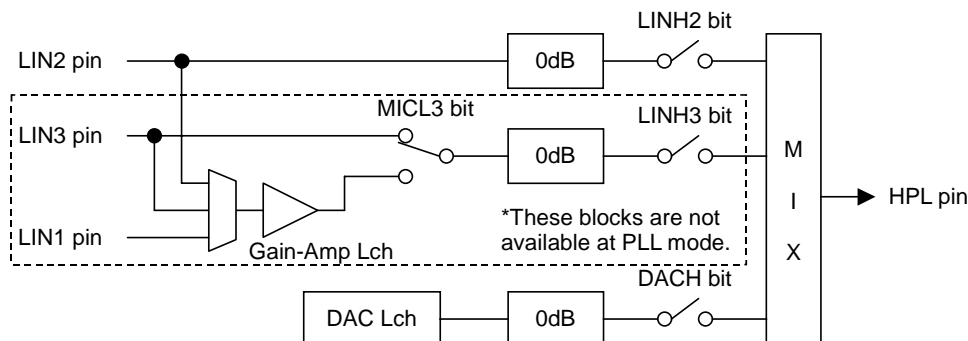 LINH2 bit
LIN2 pin
0dB
MICL3 bit
LINH3 bit
LIN3 pin
0dB
M
I
X
HPL pin
*These blocks are not
available at PLL mode.
LIN1 pin
Gain-Amp Lch
DACH bit
DAC Lch
0dB